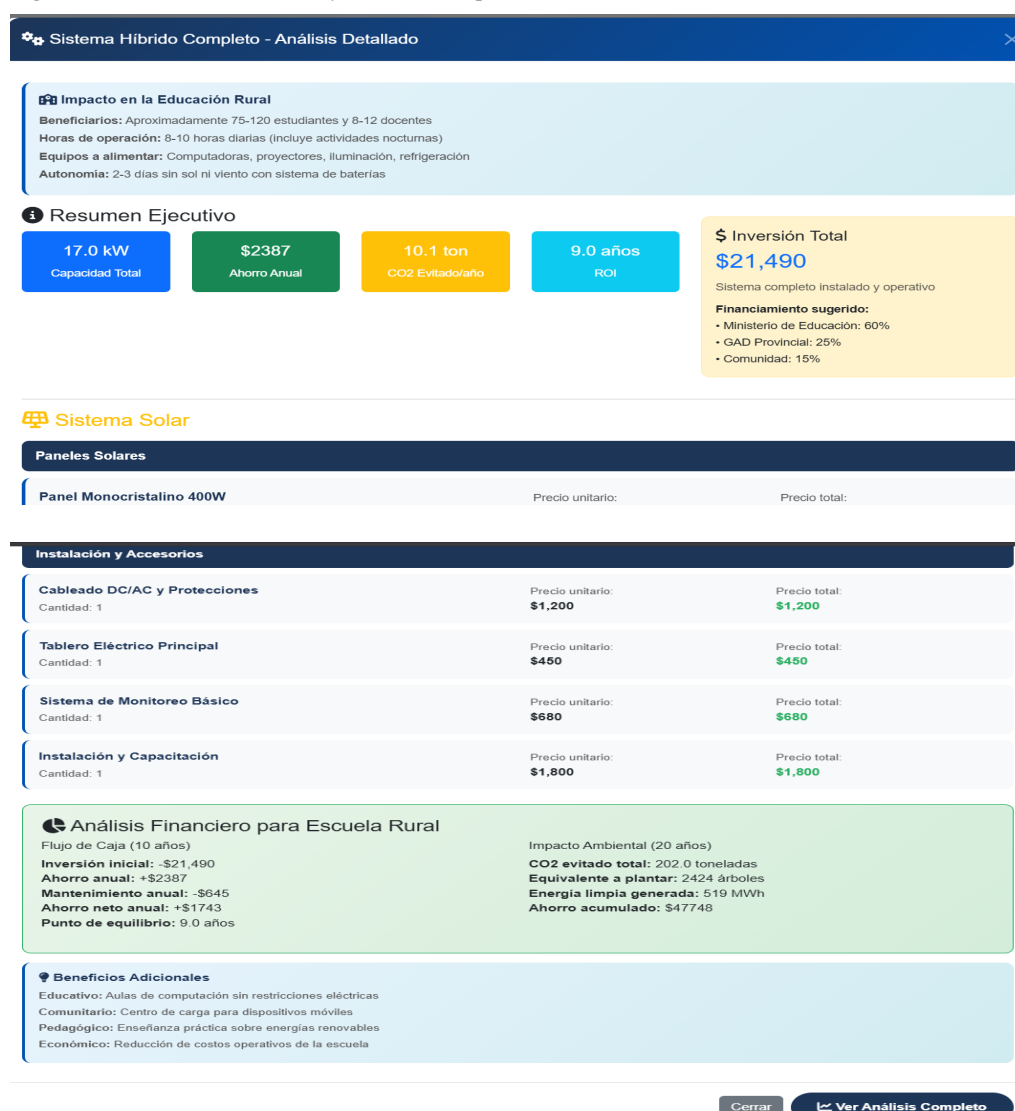 Sistema Híbrido Completo - Análisis Detallado
Impacto en la Educación Rural
Beneficiarios: Aproximadamente 75-120 estudiantes y 8-12 docentes
Horas de operación: 8-10 horas diarias (incluye actividades nocturnas)
Equipos a alimentar: Computadoras, proyectores, iluminación, refrigeración
Autonomía: 2-3 días sin sol ni viento con sistema de baterías
Resumen Ejecutivo
17.0 kW
Capacidad Total
$2387
Ahorro Anual
10.1 ton
CO2 Evitado/año
9.0 años
ROI
$ Inversión Total
$21,490
Sistema completo instalado y operativo
Financiamiento sugerido:
• Ministerio de Educación: 60%
• GAD Provincial: 25%
• Comunidad: 15%
Sistema Solar
Paneles Solares
Panel Monocristalino 400W Precio unitario: Precio total:
Instalación y Accesorios
Cableado DC/AC y Protecciones Precio unitario: Precio total:
Cantidad: 1 $1,200 $1,200
Tablero Eléctrico Principal Precio unitario: Precio total:
Cantidad: 1 $450 $450
Sistema de Monitoreo Básico Precio unitario: Precio total:
Cantidad: 1 $680 $680
Instalación y Capacitación Precio unitario: Precio total:
Cantidad: 1 $1,800 $1,800
Análisis Financiero para Escuela Rural
Flujo de Caja (10 años)
Inversión inicial: -$21,490
Ahorro anual: +$2387
Mantenimiento anual: -$645
Ahorro neto anual: +$1743
Punto de equilibrio: 9.0 años
Impacto Ambiental (20 años)
CO2 evitado total: 202.0 toneladas
Equivalente a plantar: 2424 árboles
Energía limpia generada: 519 MWh
Ahorro acumulado: $47748
Beneficios Adicionales
Educativo: Aulas de computación sin restricciones eléctricas
Comunitario: Centro de carga para dispositivos móviles
Pedagógico: Enseñanza práctica sobre energías renovables
Económico: Reducción de costos operativos de la escuela
Cerrar
Ver Análisis Completo